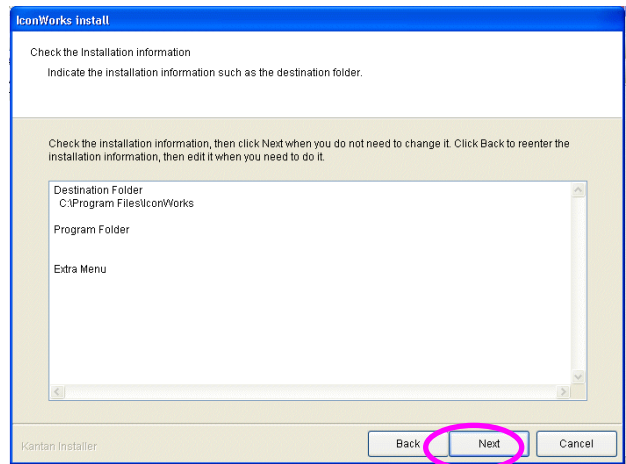 IconWorks install
Check the Installation information
Indicate the installation information such as the destination folder.
Check the installation information, then click Next when you do not need to change it. Click Back to reenter the
installation information, then edit it when you need to do it.
Destination Folder
C:\Program Files\IconWorks
Program Folder
Extra Menu
Kantan Installer
Back
Next
Cancel